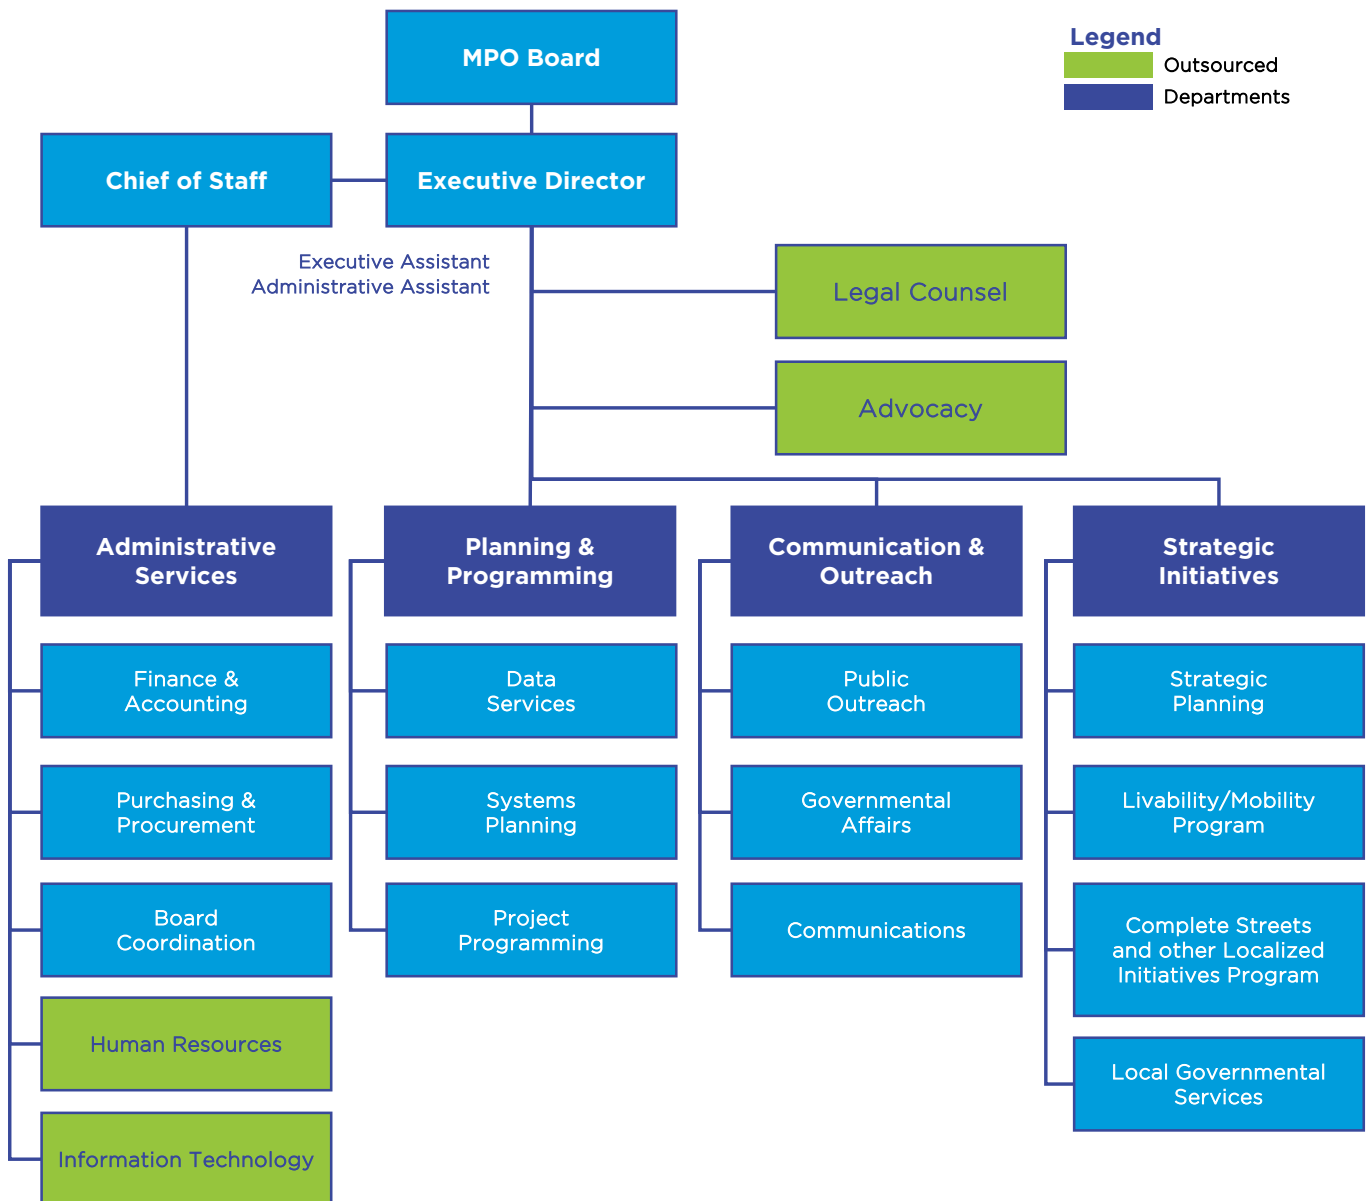 MPO Board
Legend
Outsourced
Departments
Chief of Staff
Executive Director
Executive Assistant
Administrative Assistant
Legal Counsel
Advocacy
Administrative
Services
Finance &
Accounting
Purchasing &
Procurement
Board
Coordination
Human Resources
Information Technology
Planning &
Programming
Data
Services
Systems
Planning
Project
Programming
Communication &
Outreach
Public
Outreach
Governmental
Affairs
Communications
Strategic
Initiatives
Strategic
Planning
Livability/Mobility
Program
Complete Streets
and other Localized
Initiatives Program
Local Governmental
Services